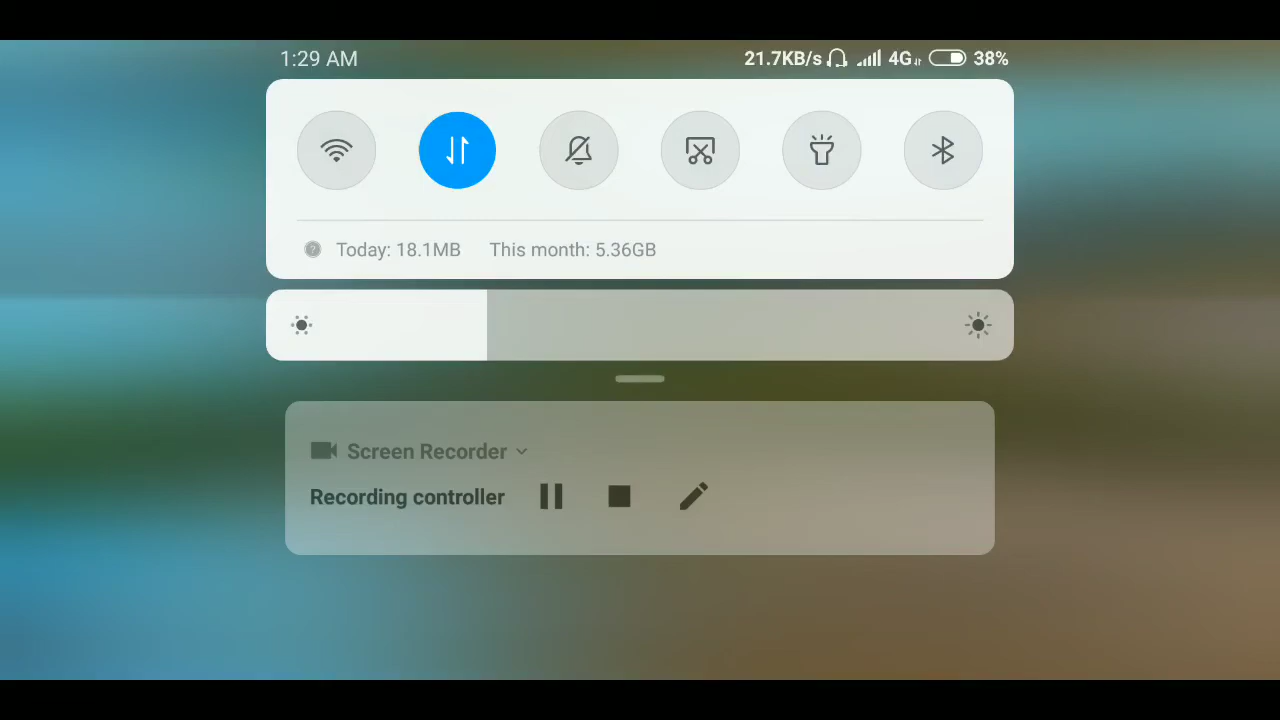 1:29 AM 21.7KB/s 4G 38%
Today: 18.1MB This month: 5.36GB
Screen Recorder
Recording controller